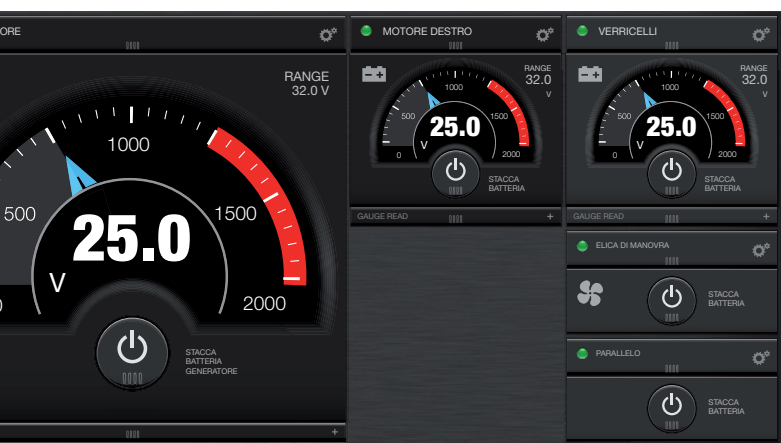 ORE
RANGE
32.0 V
500
1000
1500
2000
0
25.0
V
STACCA
BATTERIA
GENERATORE
+
MOTORE DESTRO
RANGE
32.0
V
0
500
1000
1500
2000
25.0
V
STACCA
BATTERIA
GAUGE READ +
VERRICELLI
RANGE
32.0
V
0
500
1000
1500
2000
25.0
V
STACCA
BATTERIA
GAUGE READ +
ELICA DI MANOVRA
STACCA
BATTERIA
PARALLELO
STACCA
BATTERIA